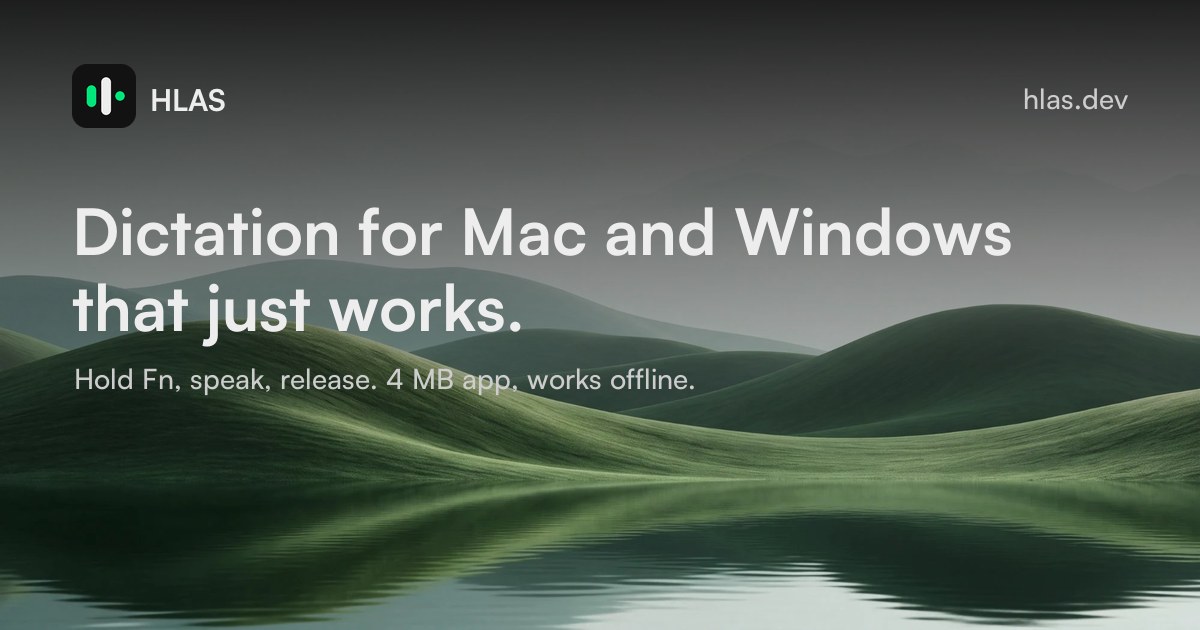 HLAS
hlas.dev
Dictation for Mac and Windows
that just works.
Hold Fn, speak, release. 4 MB app, works offline.